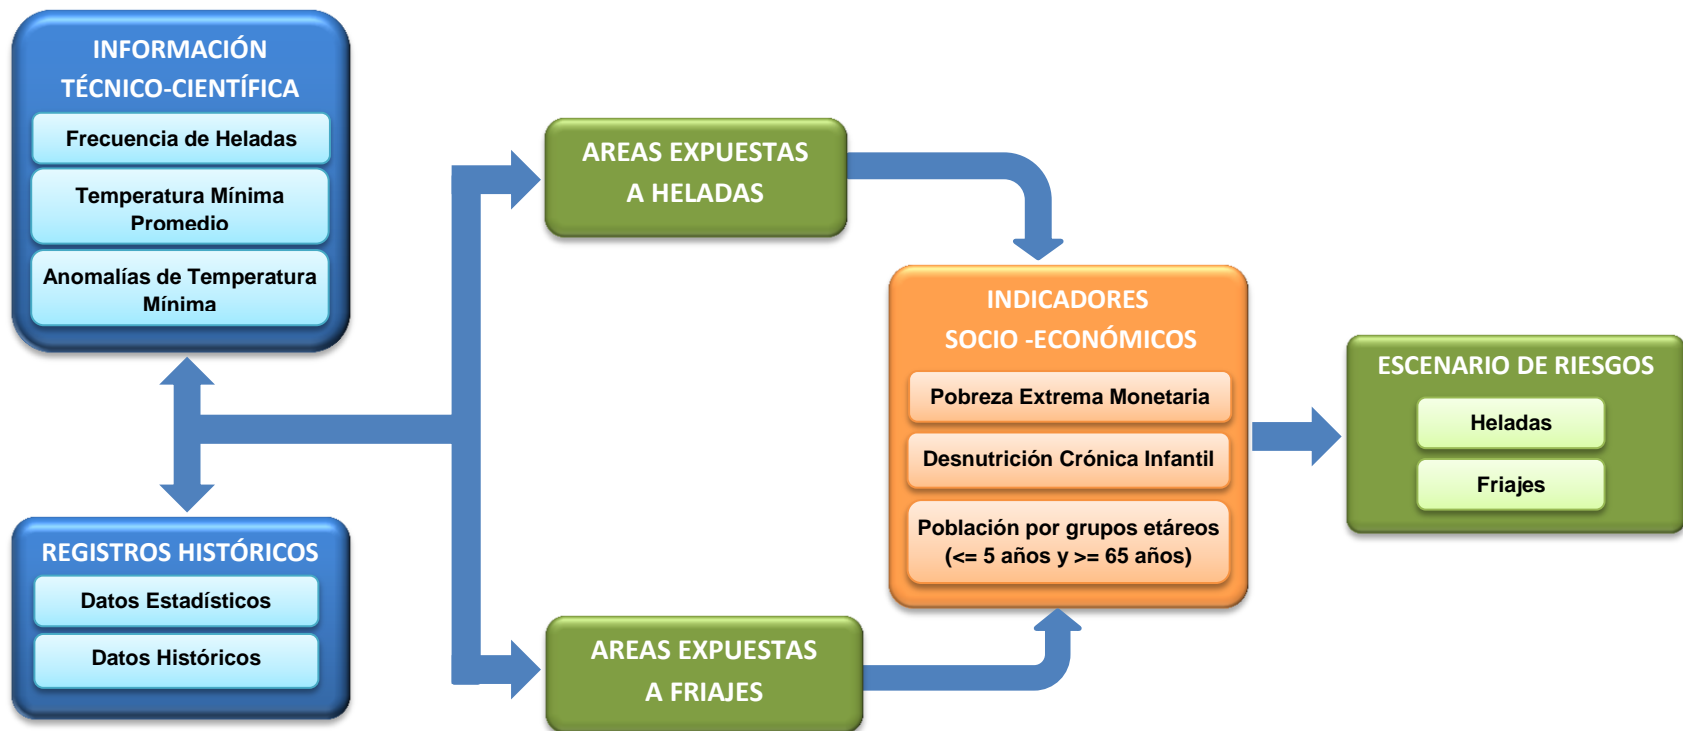 INFORMACIÓN
TÉCNICO-CIENTÍFICA
Frecuencia de Heladas
Temperatura Mínima
Promedio
Anomalías de Temperatura
Mínima
REGISTROS HISTÓRICOS
Datos Estadísticos
Datos Históricos
AREAS EXPUESTAS
A HELADAS
AREAS EXPUESTAS
A FRIAJES
INDICADORES
SOCIO -ECONÓMICOS
Pobreza Extrema Monetaria
Desnutrición Crónica Infantil
Población por grupos etáreos
(<= 5 años y >= 65 años)
ESCENARIO DE RIESGOS
Heladas
Friajes